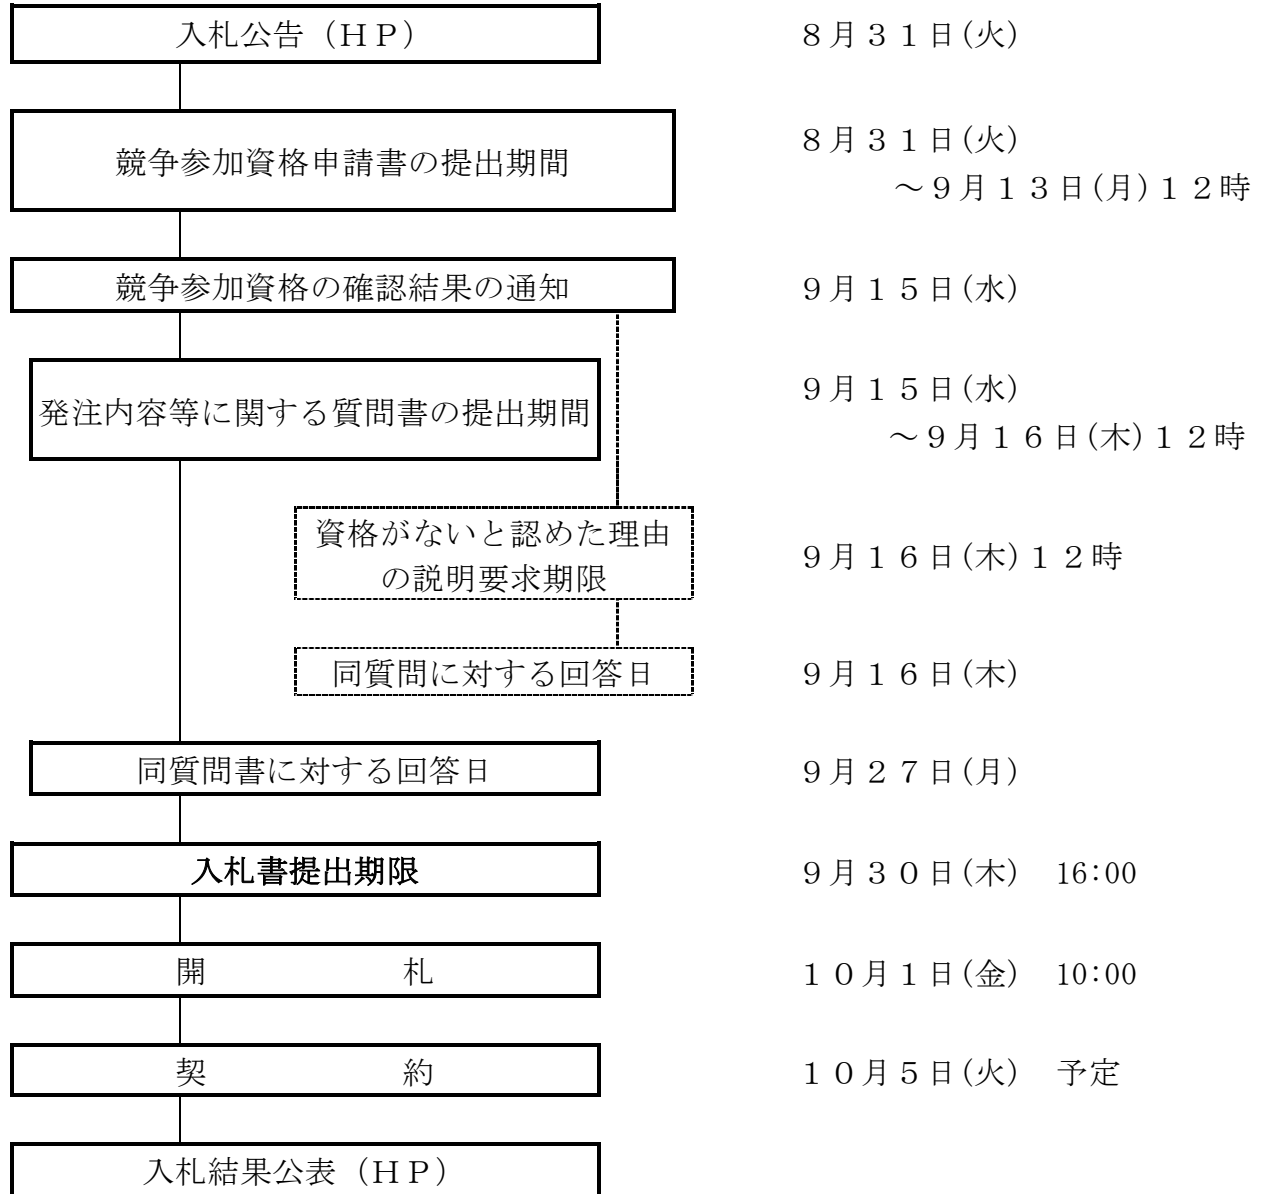 入札公告（ＨＰ）
８月３１日(火)
競争参加資格申請書の提出期間
８月３１日(火)
～９月１３日(月)１２時
競争参加資格の確認結果の通知
９月１５日(水)
発注内容等に関する質問書の提出期間
９月１５日(水)
～９月１６日(木)１２時
資格がないと認めた理由
の説明要求期限
９月１６日(木)１２時
同質問に対する回答日
９月１６日(木)
同質問書に対する回答日
９月２７日(月)
入札書提出期限
９月３０日(木)　16:00
開　　　　　　札
１０月１日(金)　10:00
契　　　　　　約
１０月５日(火)　予定
入札結果公表（ＨＰ）